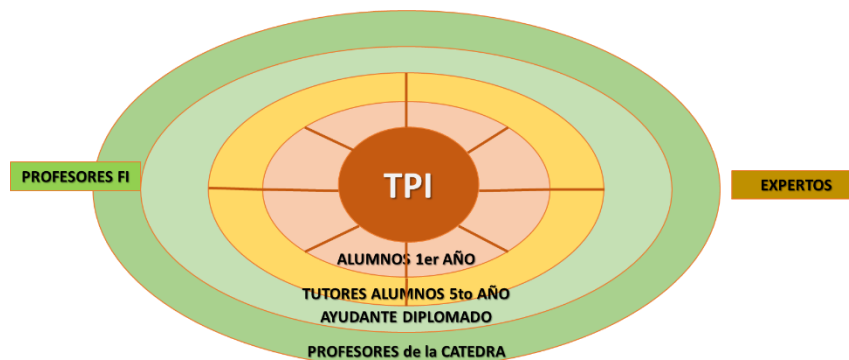 TPI
PROFESORES FI
EXPERTOS
ALUMNOS 1er AÑO
TUTORES ALUMNOS 5to AÑO
AYUDANTE DIPLOMADO
PROFESORES de la CATEDRA